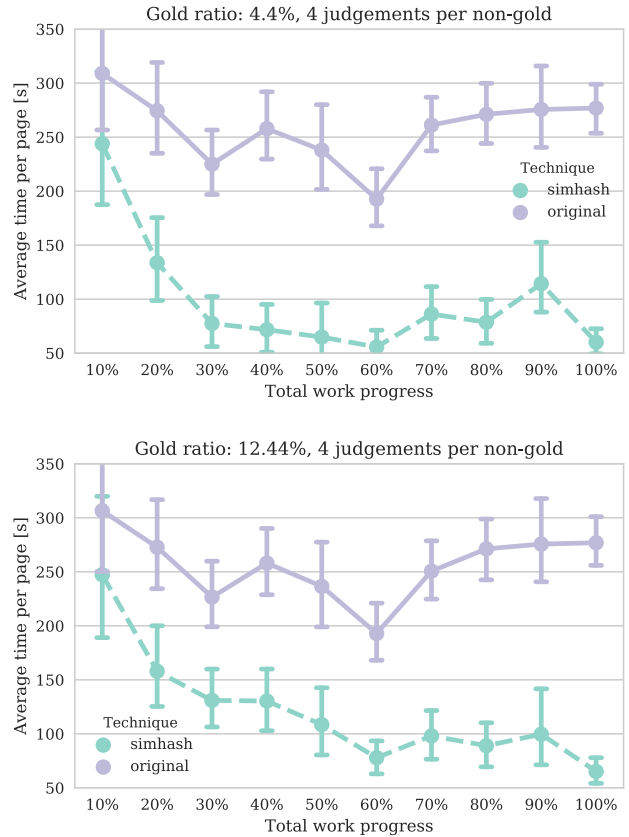 Gold ratio: 4.4%, 4 judgements per non-gold
350
300
250
200
150
100
50
Average time per page [s]
Technique
simhash
original
10% 20% 30% 40% 50% 60% 70% 80% 90% 100%
Total work progress
Gold ratio: 12.44%, 4 judgements per non-gold
350
300
250
200
150
100
50
Average time per page [s]
Technique
simhash
original
10% 20% 30% 40% 50% 60% 70% 80% 90% 100%
Total work progress